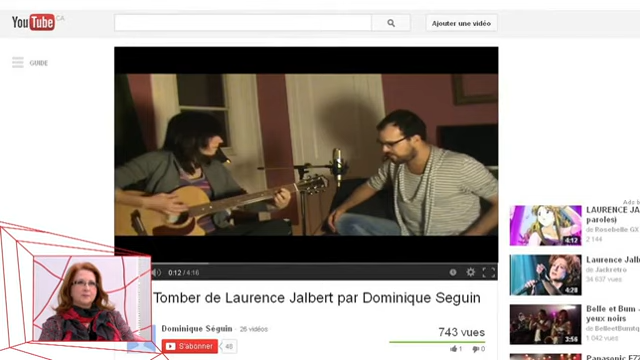 YouTube CA
Ajouter une vidéo
GUIDE
0:12 / 4:16
Tomber de Laurence Jalbert par Dominique Seguin
Dominique Séguin · 26 vidéos
S'abonner 48
743 vues
1 0
LAURENCE JA
paroles)
de Rosebelle GX
2 144
4:12
Laurence Jalb
de Jackretro
34 637 vues
4:28
Belle et Bum -
yeux noirs
de BelleetBum
1 042 vues
3:56
Panasonic FZ